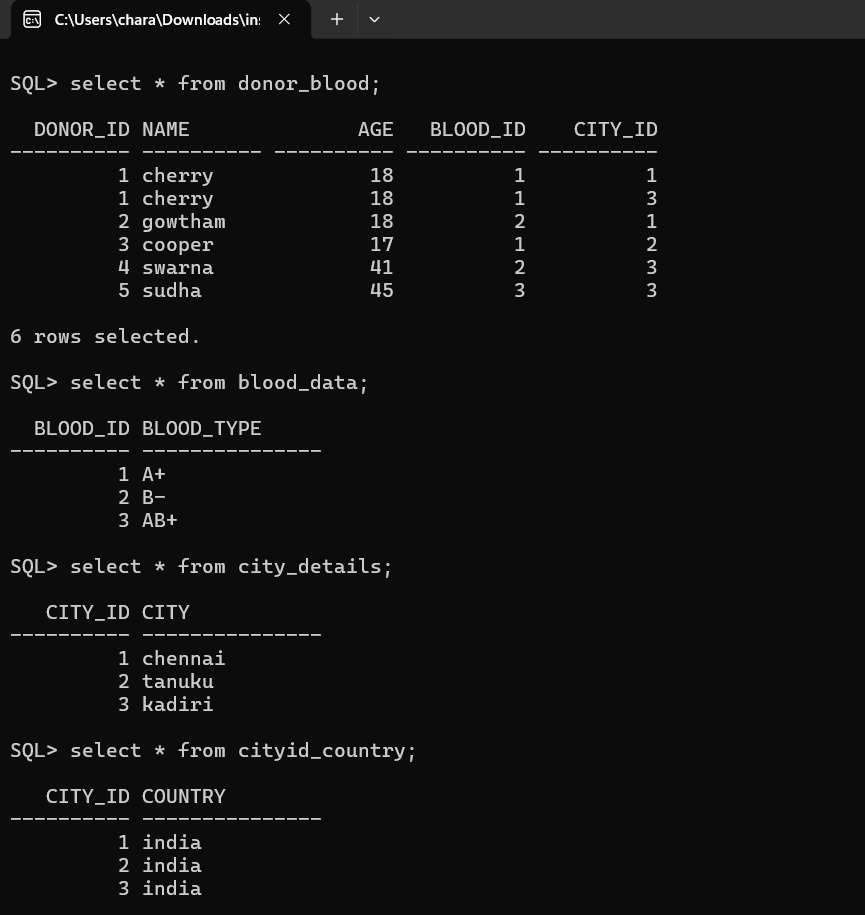 C:\Users\chara\Downloads\in:
SQL> select * from donor_blood;
  DONOR_ID NAME              AGE   BLOOD_ID    CITY_ID
---------- ---------- ---------- ---------- ----------
         1 cherry             18          1          1
         1 cherry             18          1          3
         2 gowtham            18          2          1
         3 cooper             17          1          2
         4 swarna             41          2          3
         5 sudha              45          3          3
6 rows selected.
SQL> select * from blood_data;
  BLOOD_ID BLOOD_TYPE
---------- ---------------
         1 A+
         2 B-
         3 AB+
SQL> select * from city_details;
   CITY_ID CITY
---------- ---------------
         1 chennai
         2 tanuku
         3 kadiri
SQL> select * from cityid_country;
   CITY_ID COUNTRY
---------- ---------------
         1 india
         2 india
         3 india